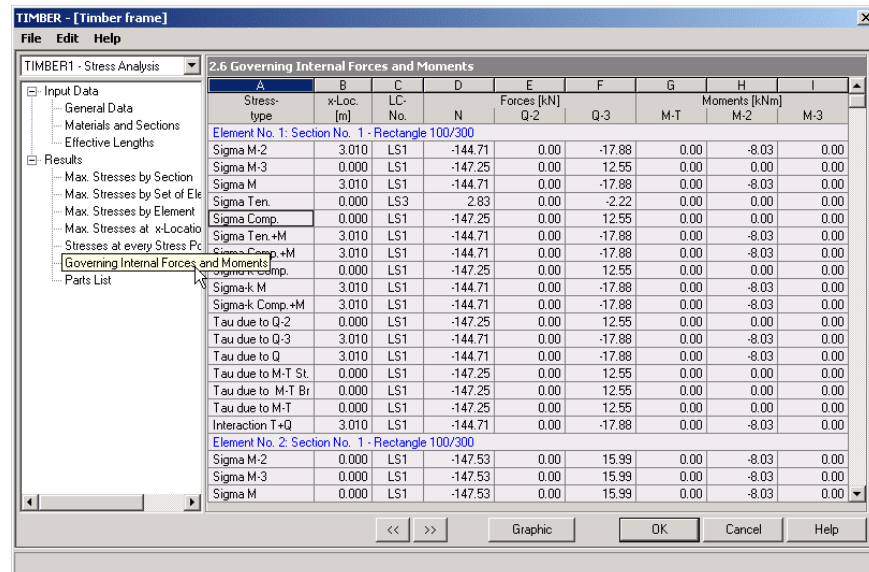 TIMBER - [Timber frame]
File Edit Help
TIMBER1 - Stress Analysis
2.6 Governing Internal Forces and Moments
Input Data
General Data
Materials and Sections
Effective Lengths
Results
Max. Stresses by Section
Max. Stresses by Set of Ele
Max. Stresses by Element
Max. Stresses at x-Locatio
Stresses at every Stress Po
Governing Internal Forces and Moments
Parts List
A B C D E F G H I
Stress- x-Loc. LC- Forces [kN] Moments [kNm]
type [m] No. N Q-2 Q-3 M-T M-2 M-3
Element No. 1: Section No. 1 - Rectangle 100/300
Sigma M-2 3.010 LS1 -144.71 0.00 -17.88 0.00 -8.03 0.00
Sigma M-3 0.000 LS1 -147.25 0.00 12.55 0.00 0.00 0.00
Sigma M 3.010 LS1 -144.71 0.00 -17.88 0.00 -8.03 0.00
Sigma Ten. 0.000 LS3 2.83 0.00 -2.22 0.00 0.00 0.00
Sigma Comp. 0.000 LS1 -147.25 0.00 12.55 0.00 0.00 0.00
Sigma Ten.+M 3.010 LS1 -144.71 0.00 -17.88 0.00 -8.03 0.00
Sigma Comp.+M 3.010 LS1 -144.71 0.00 -17.88 0.00 -8.03 0.00
Sigma-k Comp. 0.000 LS1 -147.25 0.00 12.55 0.00 0.00 0.00
Sigma-k M 3.010 LS1 -144.71 0.00 -17.88 0.00 -8.03 0.00
Sigma-k Comp.+M 3.010 LS1 -144.71 0.00 -17.88 0.00 -8.03 0.00
Tau due to Q-2 0.000 LS1 -147.25 0.00 12.55 0.00 0.00 0.00
Tau due to Q-3 3.010 LS1 -144.71 0.00 -17.88 0.00 -8.03 0.00
Tau due to Q 3.010 LS1 -144.71 0.00 -17.88 0.00 -8.03 0.00
Tau due to M-T St. 0.000 LS1 -147.25 0.00 12.55 0.00 0.00 0.00
Tau due to M-T Br 0.000 LS1 -147.25 0.00 12.55 0.00 0.00 0.00
Tau due to M-T 0.000 LS1 -147.25 0.00 12.55 0.00 0.00 0.00
Interaction T+Q 3.010 LS1 -144.71 0.00 -17.88 0.00 -8.03 0.00
Element No. 2: Section No. 1 - Rectangle 100/300
Sigma M-2 0.000 LS1 -147.53 0.00 15.99 0.00 -8.03 0.00
Sigma M-3 0.000 LS1 -147.53 0.00 15.99 0.00 -8.03 0.00
Sigma M 0.000 LS1 -147.53 0.00 15.99 0.00 -8.03 0.00
<< >> Graphic OK Cancel Help